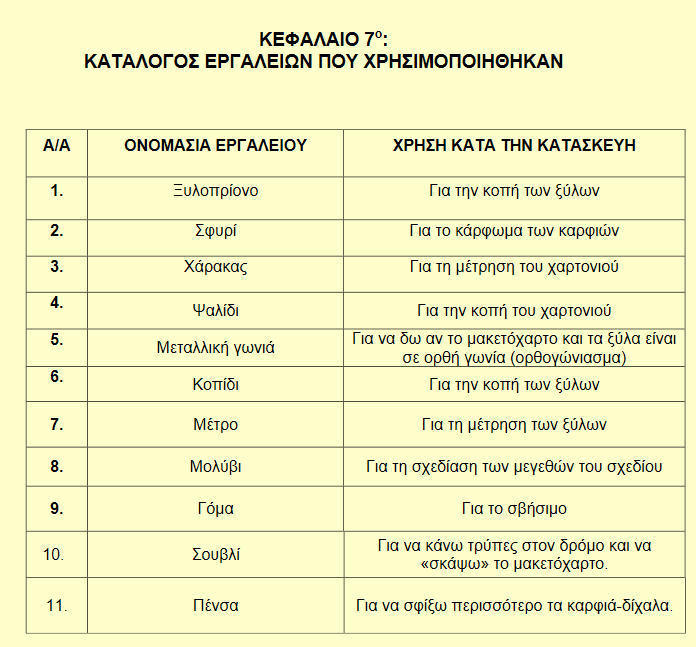 ΚΕΦΑΛΑΙΟ 7ο:
ΚΑΤΑΛΟΓΟΣ ΕΡΓΑΛΕΙΩΝ ΠΟΥ ΧΡΗΣΙΜΟΠΟΙΗΘΗΚΑΝ
Α/Α ΟΝΟΜΑΣΙΑ ΕΡΓΑΛΕΙΟΥ ΧΡΗΣΗ ΚΑΤΑ ΤΗΝ ΚΑΤΑΣΚΕΥΗ
1. Ξυλοπρίονο Για την κοπή των ξύλων
2. Σφυρί Για το κάρφωμα των καρφιών
3. Χάρακας Για τη μέτρηση του χαρτονιού
4. Ψαλίδι Για την κοπή του χαρτονιού
5. Μεταλλική γωνιά Για να δω αν το μακετόχαρτο και τα ξύλα είναι
σε ορθή γωνία (ορθογώνιασμα)
6. Κοπίδι Για την κοπή των ξύλων
7. Μέτρο Για τη μέτρηση των ξύλων
8. Μολύβι Για τη σχεδίαση των μεγεθών του σχεδίου
9. Γόμα Για το σβήσιμο
10. Σουβλί Για να κάνω τρύπες στον δρόμο και να
«σκάψω» το μακετόχαρτο.
11. Πένσα Για να σφίξω περισσότερο τα καρφιά-δίχαλα.